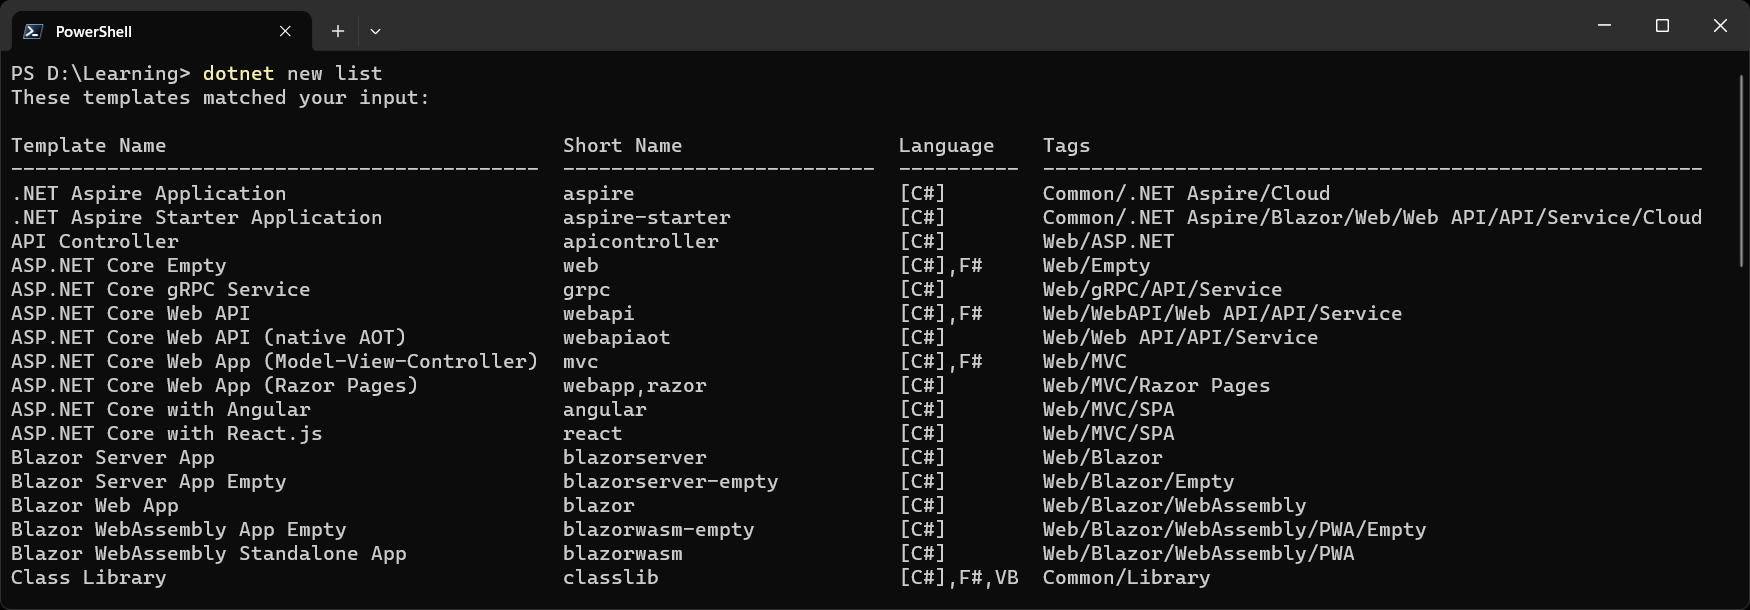 PowerShell
PS D:\Learning> dotnet new list
These templates matched your input:
Template Name Short Name Language Tags
-------------------------------------------- -------------------------- ---------- -------------------------------------------------------
.NET Aspire Application aspire [C#] Common/.NET Aspire/Cloud
.NET Aspire Starter Application aspire-starter [C#] Common/.NET Aspire/Blazor/Web/Web API/API/Service/Cloud
API Controller apicontroller [C#] Web/ASP.NET
ASP.NET Core Empty web [C#],F# Web/Empty
ASP.NET Core gRPC Service grpc [C#] Web/gRPC/API/Service
ASP.NET Core Web API webapi [C#],F# Web/WebAPI/Web API/API/Service
ASP.NET Core Web API (native AOT) webapiaot [C#] Web/Web API/API/Service
ASP.NET Core Web App (Model-View-Controller) mvc [C#],F# Web/MVC
ASP.NET Core Web App (Razor Pages) webapp,razor [C#] Web/MVC/Razor Pages
ASP.NET Core with Angular angular [C#] Web/MVC/SPA
ASP.NET Core with React.js react [C#] Web/MVC/SPA
Blazor Server App blazorserver [C#] Web/Blazor
Blazor Server App Empty blazorserver-empty [C#] Web/Blazor/Empty
Blazor Web App blazor [C#] Web/Blazor/WebAssembly
Blazor WebAssembly App Empty blazorwasm-empty [C#] Web/Blazor/WebAssembly/PWA/Empty
Blazor WebAssembly Standalone App blazorwasm [C#] Web/Blazor/WebAssembly/PWA
Class Library classlib [C#],F#,VB Common/Library